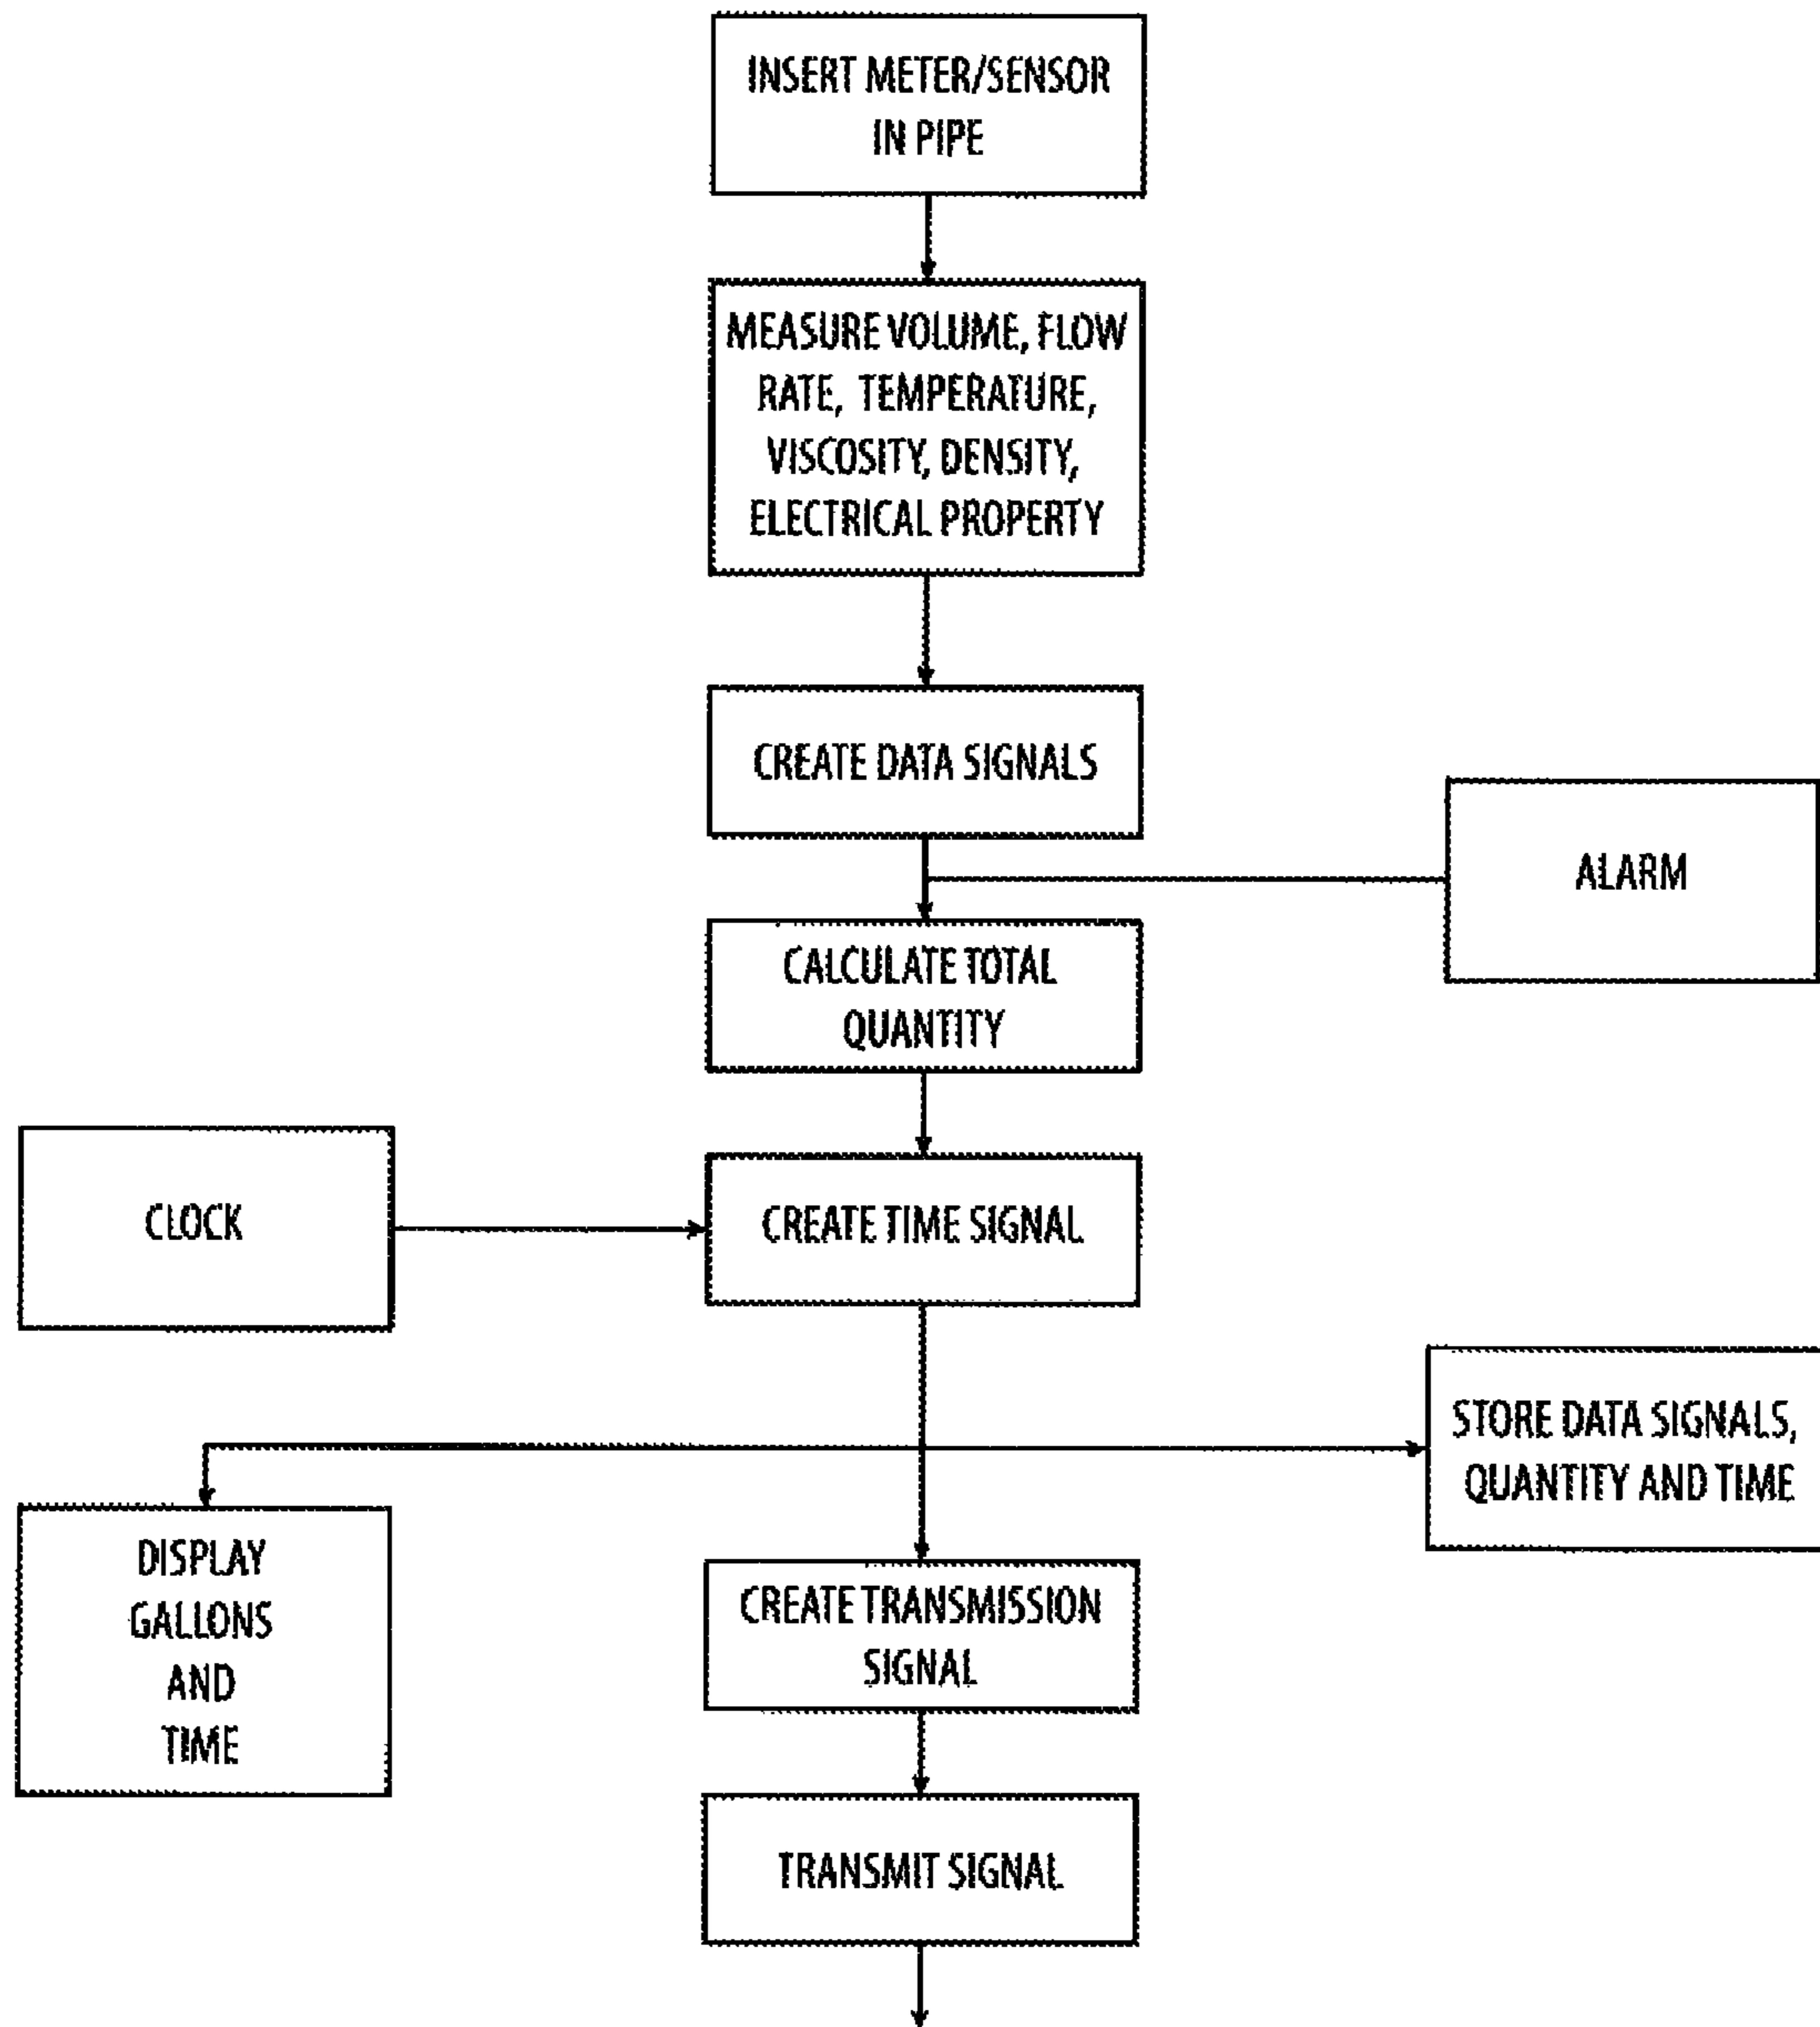 INSERT METER/SENSOR
IN PIPE
MEASURE VOLUME, FLOW
RATE, TEMPERATURE,
VISCOSITY, DENSITY,
ELECTRICAL PROPERTY
CREATE DATA SIGNALS
ALARM
CALCULATE TOTAL
QUANTITY
CLOCK
CREATE TIME SIGNAL
STORE DATA SIGNALS,
QUANTITY AND TIME
DISPLAY
GALLONS
AND
TIME
CREATE TRANSMISSION
SIGNAL
TRANSMIT SIGNAL